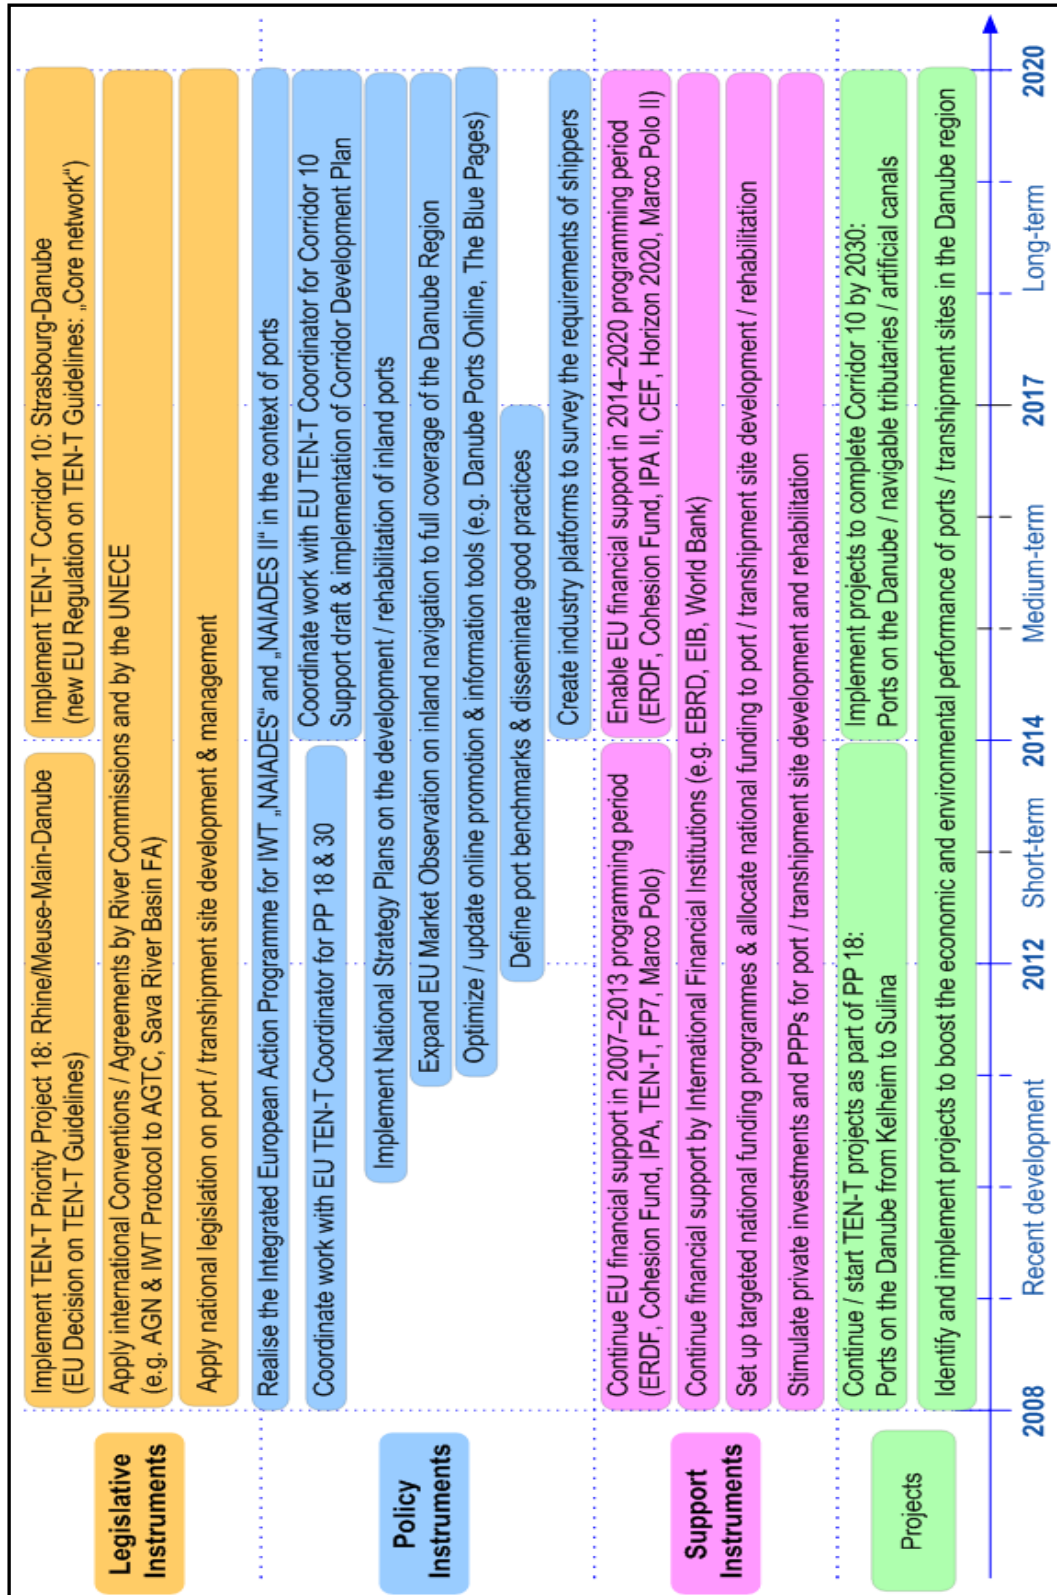 Legislative
Instruments
Implement TEN-T Priority Project 18: Rhine/Meuse-Main-Danube
(EU Decision on TEN-T Guidelines)
Implement TEN-T Corridor 10: Strasbourg-Danube
(new EU Regulation on TEN-T Guidelines: „Core network“)
Apply international Conventions / Agreements by River Commissions and by the UNECE
(e.g. AGN & IWT Protocol to AGTC, Sava River Basin FA)
Apply national legislation on port / transhipment site development & management
Policy
Instruments
Realise the Integrated European Action Programme for IWT „NAIADES“ and „NAIADES II“ in the context of ports
Coordinate work with EU TEN-T Coordinator for PP 18 & 30
Coordinate work with EU TEN-T Coordinator for Corridor 10
Support draft & implementation of Corridor Development Plan
Implement National Strategy Plans on the development / rehabilitation of inland ports
Expand EU Market Observation on inland navigation to full coverage of the Danube Region
Optimize / update online promotion & information tools (e.g. Danube Ports Online, The Blue Pages)
Define port benchmarks & disseminate good practices
Create industry platforms to survey the requirements of shippers
Support
Instruments
Continue EU financial support in 2007–2013 programming period
(ERDF, Cohesion Fund, IPA, TEN-T, FP7, Marco Polo)
Enable EU financial support in 2014–2020 programming period
(ERDF, Cohesion Fund, IPA II, CEF, Horizon 2020, Marco Polo II)
Continue financial support by International Financial Institutions (e.g. EBRD, EIB, World Bank)
Set up targeted national funding programmes & allocate national funding to port / transhipment site development / rehabilitation
Stimulate private investments and PPPs for port / transhipment site development and rehabilitation
Projects
Continue / start TEN-T projects as part of PP 18:
Ports on the Danube from Kelheim to Sulina
Implement projects to complete Corridor 10 by 2030:
Ports on the Danube / navigable tributaries / artificial canals
Identify and implement projects to boost the economic and environmental performance of ports / transhipment sites in the Danube region
2008 2012 2014 2017 2020
Recent development Short-term Medium-term Long-term